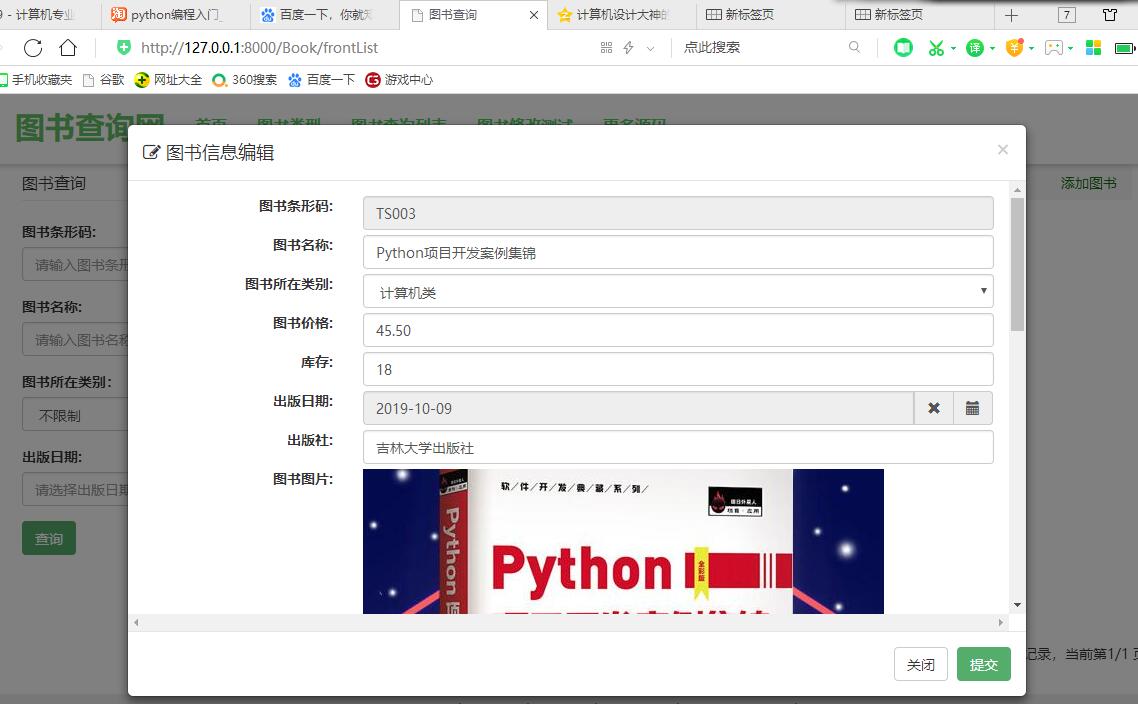 9 - 计算机专业
python编程入门_
百度一下，你就知
图书查询
计算机设计大神的
新标签页
新标签页
7
http://127.0.0.1:8000/Book/frontList
点此搜索
手机收藏夹
谷歌
网址大全
360搜索
百度一下
游戏中心
图书查询网
首页
图书类型
图书查询列表
图书修改测试
更多源码
图书信息编辑
×
图书查询
添加图书
图书条形码:
请输入图书条形
图书名称:
请输入图书名称
图书所在类别：
不限制
出版日期:
请选择出版日期
查询
图书条形码:
TS003
图书名称:
Python项目开发案例集锦
图书所在类别:
计算机类
图书价格:
45.50
库存:
18
出版日期:
2019-10-09
出版社:
吉林大学出版社
图书图片:
软/件/开/发/典/藏/系/列/
Python
全彩版
Python 项
记录，当前第1/1 页
关闭
提交